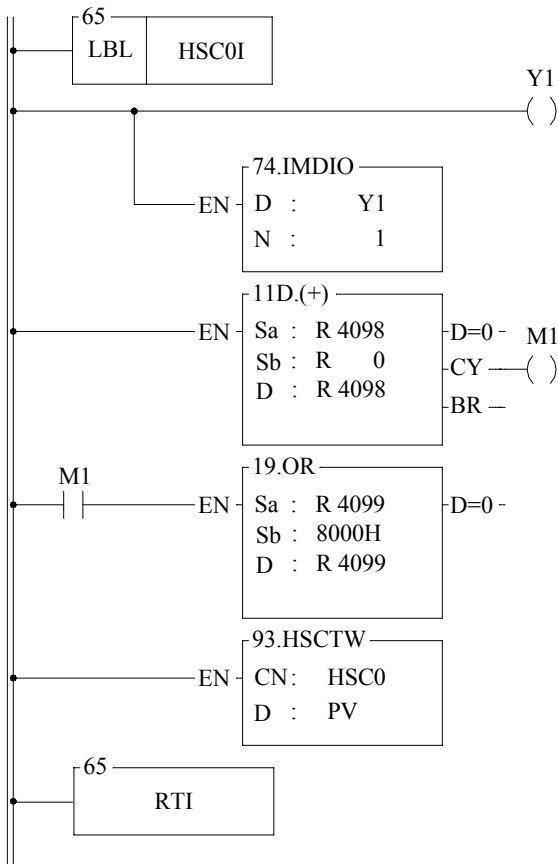 65
LBL HSC0I
Y1
( )
74.IMDIO
EN D : Y1
N : 1
11D.(+)
EN Sa : R 4098 D=0 M1
Sb : R 0 CY ( )
D : R 4098
BR
19.OR
M1
EN Sa : R 4099 D=0
Sb : 8000H
D : R 4099
93.HSCTW
EN CN : HSC0
D : PV
65
RTI